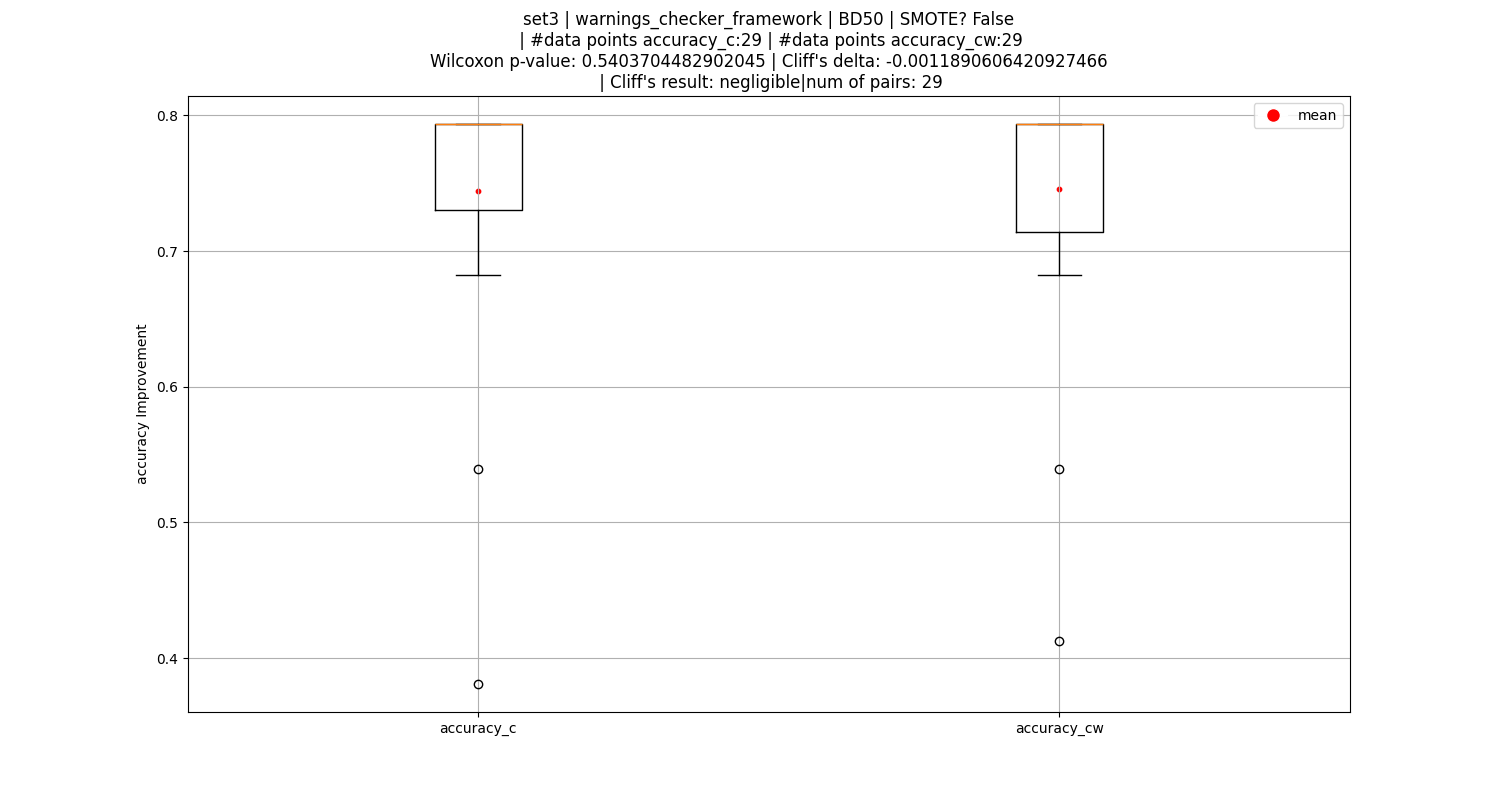 set3 | warnings_checker_framework | BD50 | SMOTE? False
| #data points accuracy_c:29 | #data points accuracy_cw:29
Wilcoxon p-value: 0.5403704482902045 | Cliff's delta: -0.0011890606420927466
| Cliff's result: negligible|num of pairs: 29
mean
0.8
0.7
0.6
0.5
0.4
accuracy Improvement
accuracy_c
accuracy_cw